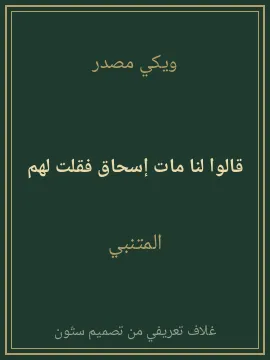 ويكي مصدر
قالوا لنا مات إسحاق فقلت لهم
المتنبي
غلاف تعريفي من تصميم سثون